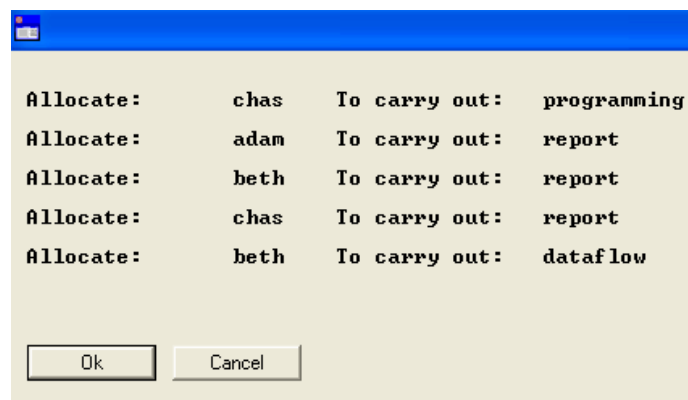 Allocate: chas To carry out: programming
Allocate: adam To carry out: report
Allocate: beth To carry out: report
Allocate: chas To carry out: report
Allocate: beth To carry out: dataflow
Ok Cancel